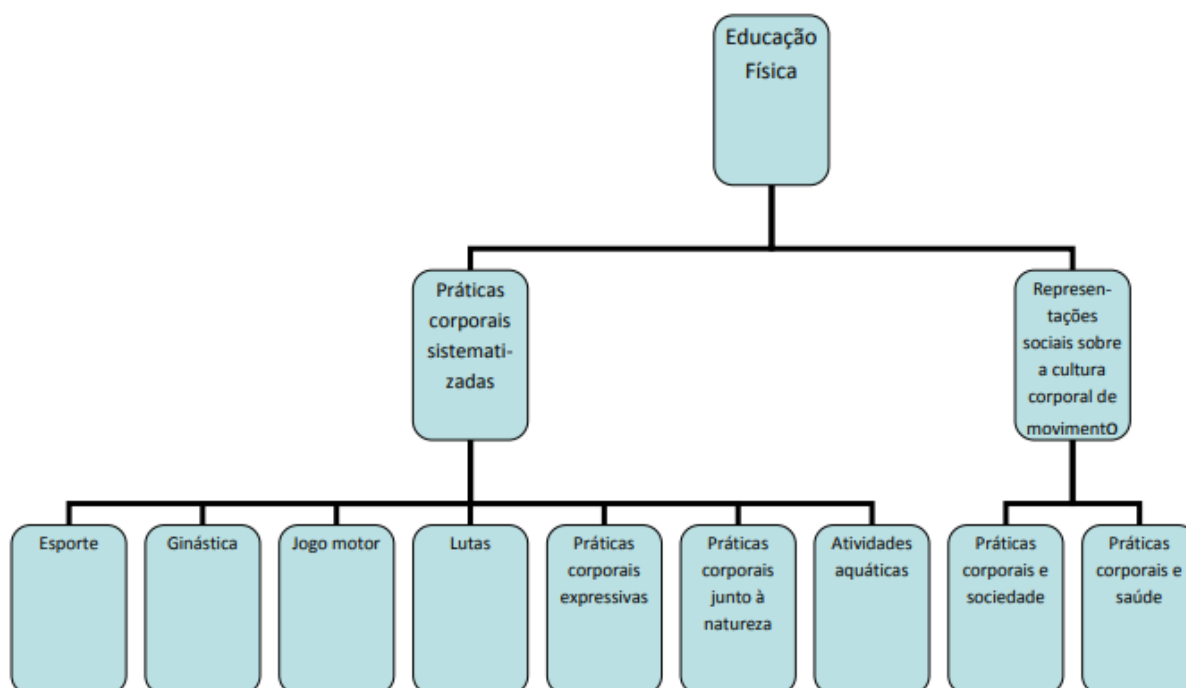 Educação
Física
Práticas
corporais
sistemati-
zadas
Represen-
tações
sociais sobre
a cultura
corporal de
movimento
Esporte
Ginástica
Jogo motor
Lutas
Práticas
corporais
expressivas
Práticas
corporais
junto à
natureza
Atividades
aquáticas
Práticas
corporais e
sociedade
Práticas
corporais e
saúde